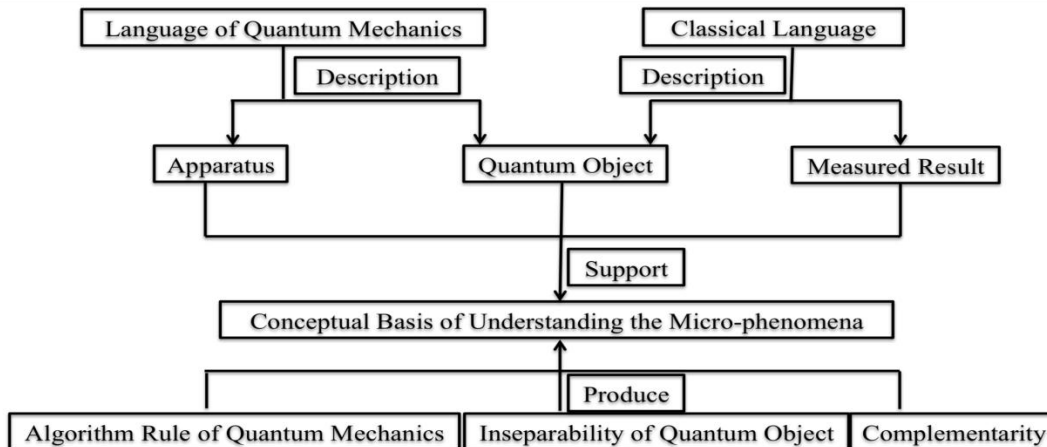 Language of Quantum Mechanics
Classical Language
Description
Description
Apparatus
Quantum Object
Measured Result
Support
Conceptual Basis of Understanding the Micro-phenomena
Produce
Algorithm Rule of Quantum Mechanics
Inseparability of Quantum Object
Complementarity